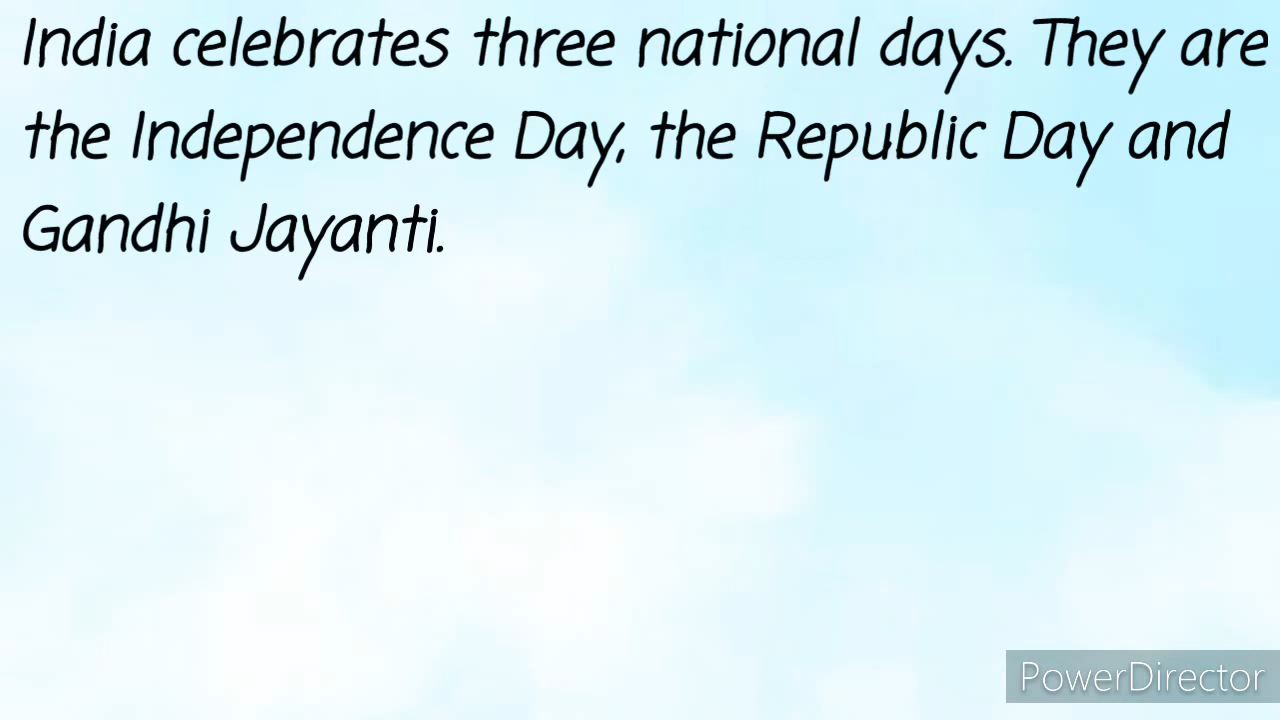 India celebrates three national days. They are
the Independence Day, the Republic Day and
Gandhi Jayanti.
PowerDirector